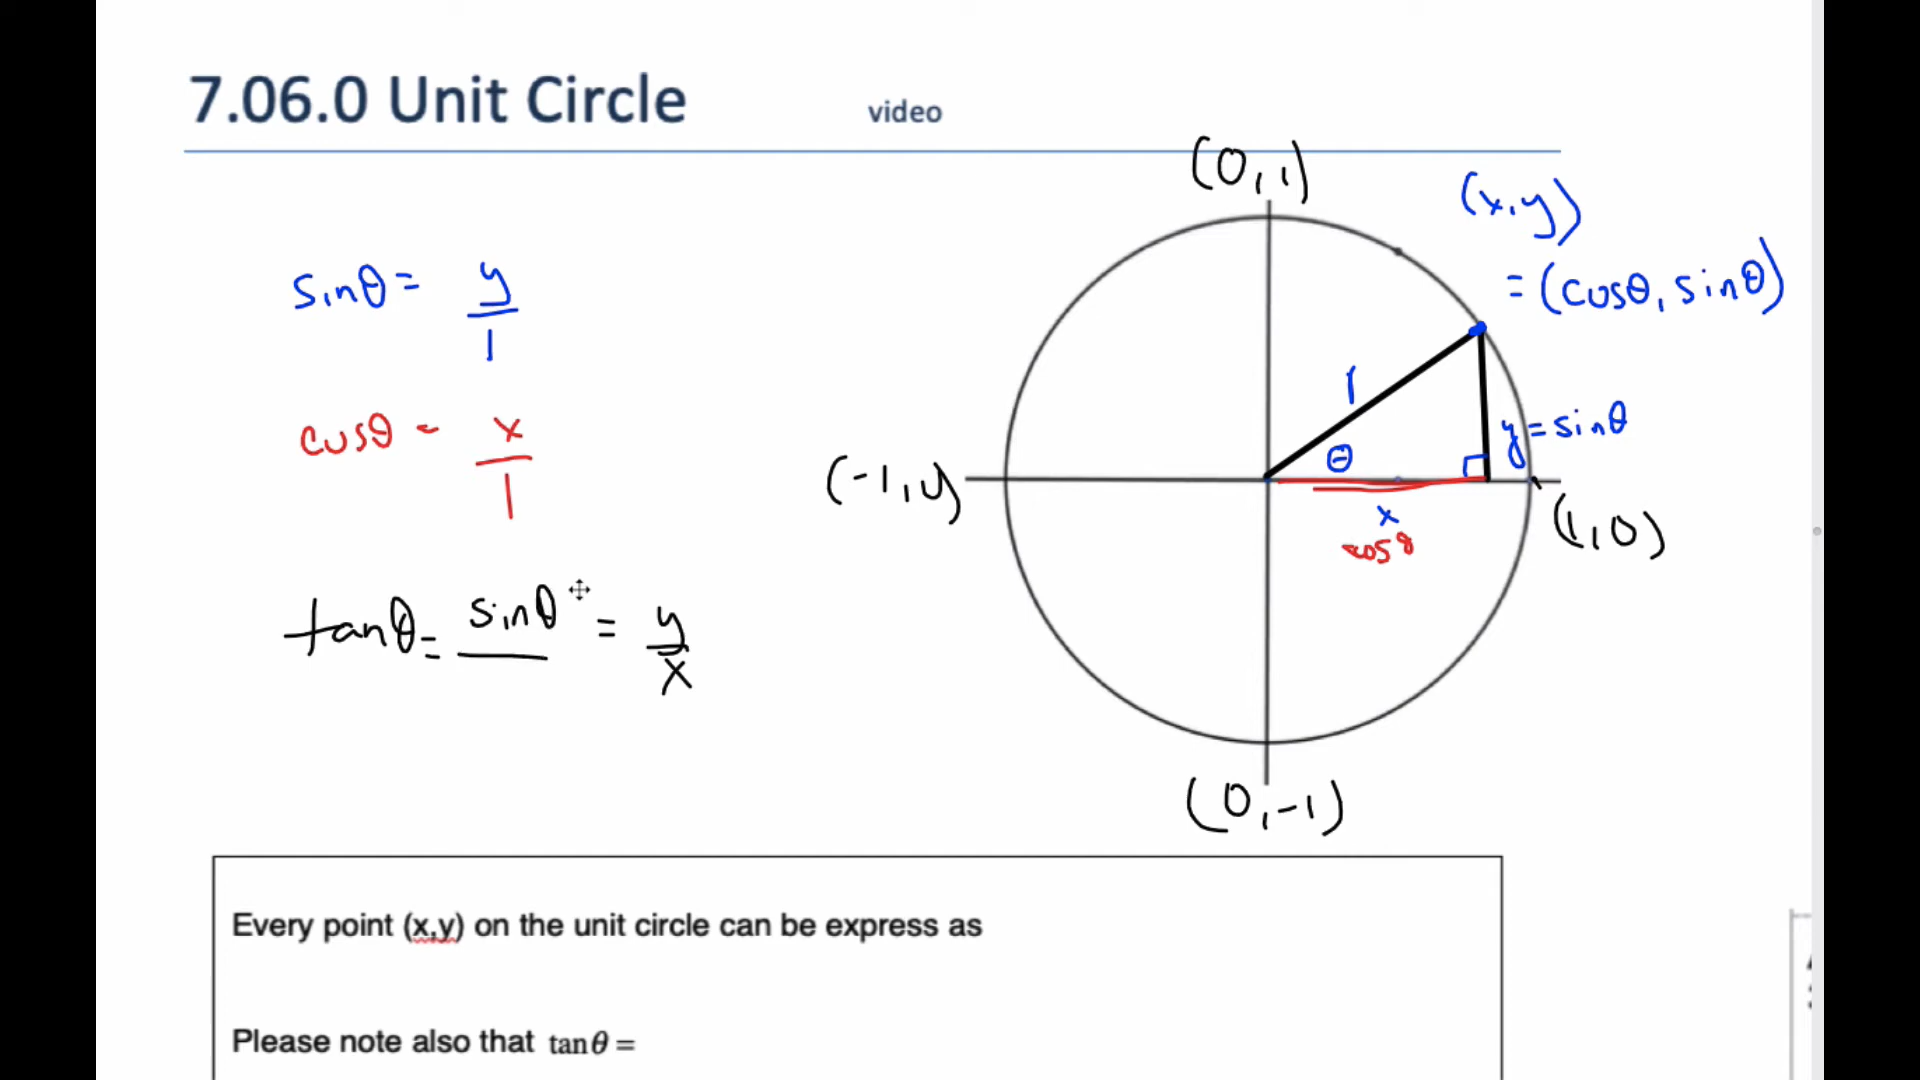 7.06.0 Unit Circle video
(0,1)
(x,y)
= (cosθ, sinθ)
sinθ = y/1
1
y = sinθ
θ
cosθ = x/1
(-1,y)
(1,0)
x
cosθ
tanθ = sinθ = y/x
(0,-1)
Every point (x,y) on the unit circle can be express as
Please note also that tanθ =